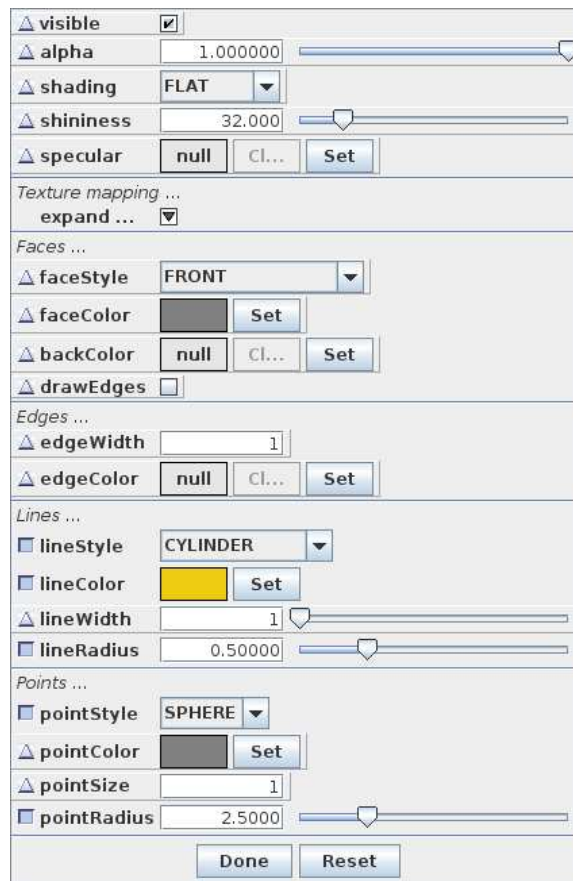 visible
alpha 1.000000
shading FLAT
shininess 32.000
specular null Cl... Set
Texture mapping ...
expand ...
Faces ...
faceStyle FRONT
faceColor Set
backColor null Cl... Set
drawEdges
Edges ...
edgeWidth 1
edgeColor null Cl... Set
Lines ...
lineStyle CYLINDER
lineColor Set
lineWidth 1
lineRadius 0.50000
Points ...
pointStyle SPHERE
pointColor Set
pointSize 1
pointRadius 2.5000
Done Reset